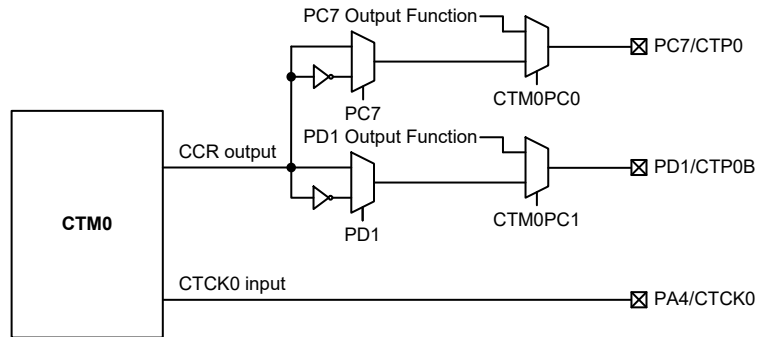 PC7 Output Function
PC7/CTP0
CTM0PC0
PC7
PD1 Output Function
CCR output
PD1/CTP0B
CTM0PC1
PD1
CTM0
CTCK0 input
PA4/CTCK0